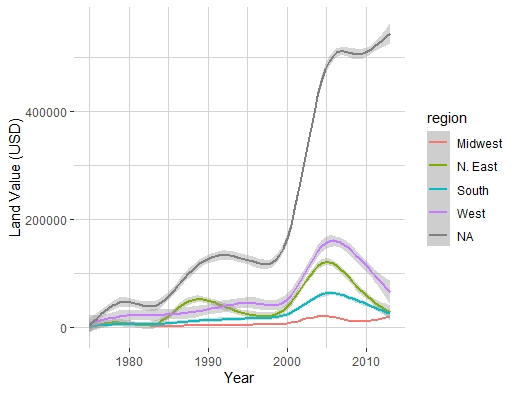 400000
200000
0
Land Value (USD)
1980 1990 2000 2010
Year
region
Midwest
N. East
South
West
NA